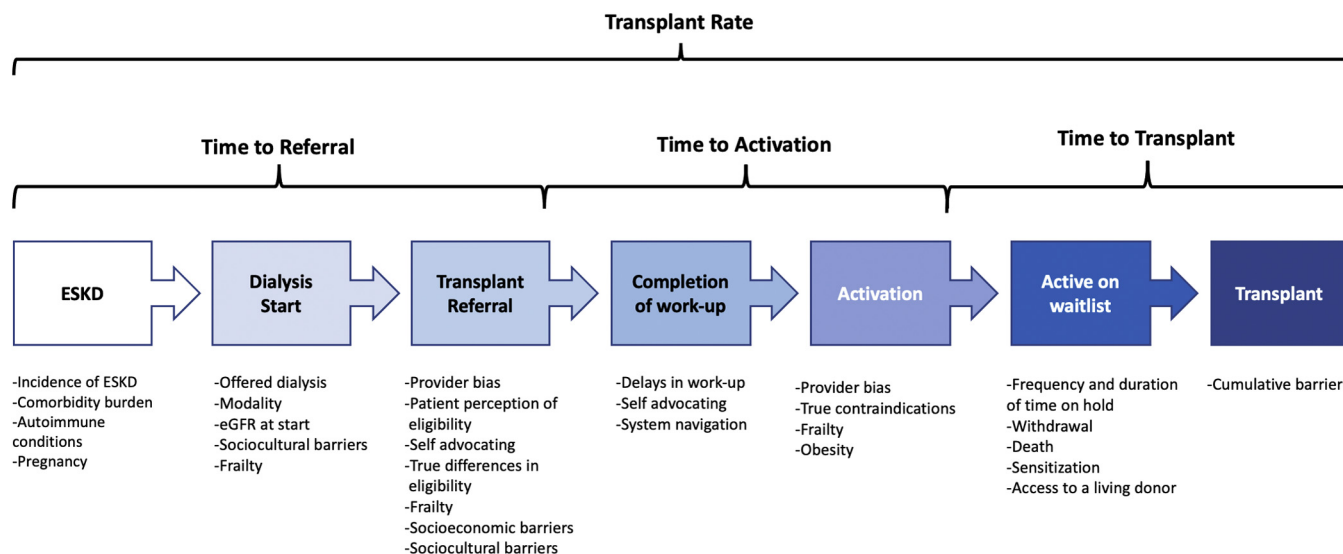 Transplant Rate
Time to Referral
Time to Activation
Time to Transplant
ESKD
Dialysis
Start
Transplant
Referral
Completion
of work-up
Activation
Active on
waitlist
Transplant
-Incidence of ESKD
-Comorbidity burden
-Autoimmune
conditions
-Pregnancy
-Offered dialysis
-Modality
-eGFR at start
-Sociocultural barriers
-Frailty
-Provider bias
-Patient perception of
eligibility
-Self advocating
-True differences in
eligibility
-Frailty
-Socioeconomic barriers
-Sociocultural barriers
-Delays in work-up
-Self advocating
-System navigation
-Provider bias
-True contraindications
-Frailty
-Obesity
-Frequency and duration
of time on hold
-Withdrawal
-Death
-Sensitization
-Access to a living donor
-Cumulative barrier